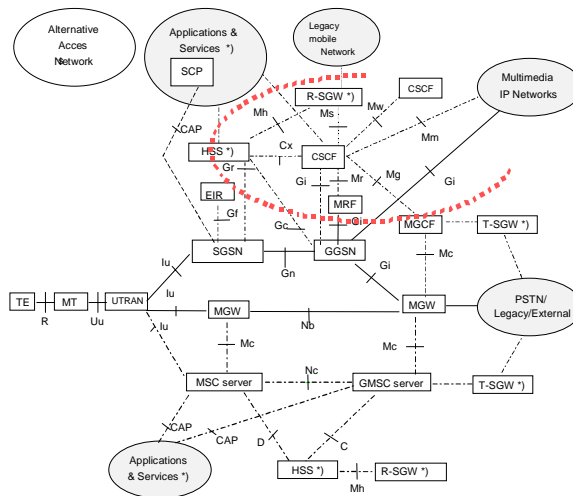 Alternative
Acces
Networks
Applications &
Services *)
SCP
Legacy
mobile
Network
R-SGW *)
CSCF
Multimedia
IP Networks
Mh
Ms
Mw
Mm
CAP
HSS *)
Cx
CSCF
Gr
Gi
Mr
Mg
Gi
EIR
MRF
Gf
Gc
Gi
MGCF
T-SGW *)
SGSN
GGSN
Gn
Gi
Mc
Iu
Iu
Iu
TE
MT
UTRAN
R
Uu
MGW
Nb
MGW
PSTN/
Legacy/External
Mc
Mc
MSC server
Nc
GMSC server
T-SGW *)
CAP
CAP
D
C
Applications
& Services *)
HSS *)
Mh
R-SGW *)